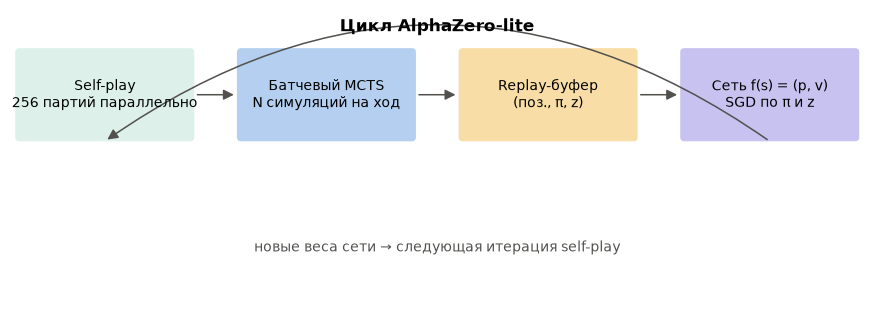 Цикл AlphaZero-lite
Self-play
256 партий параллельно
Батчевый MCTS
N симуляций на ход
Replay-буфер
(поз., π, z)
Сеть f(s) = (p, v)
SGD по π и z
новые веса сети → следующая итерация self-play